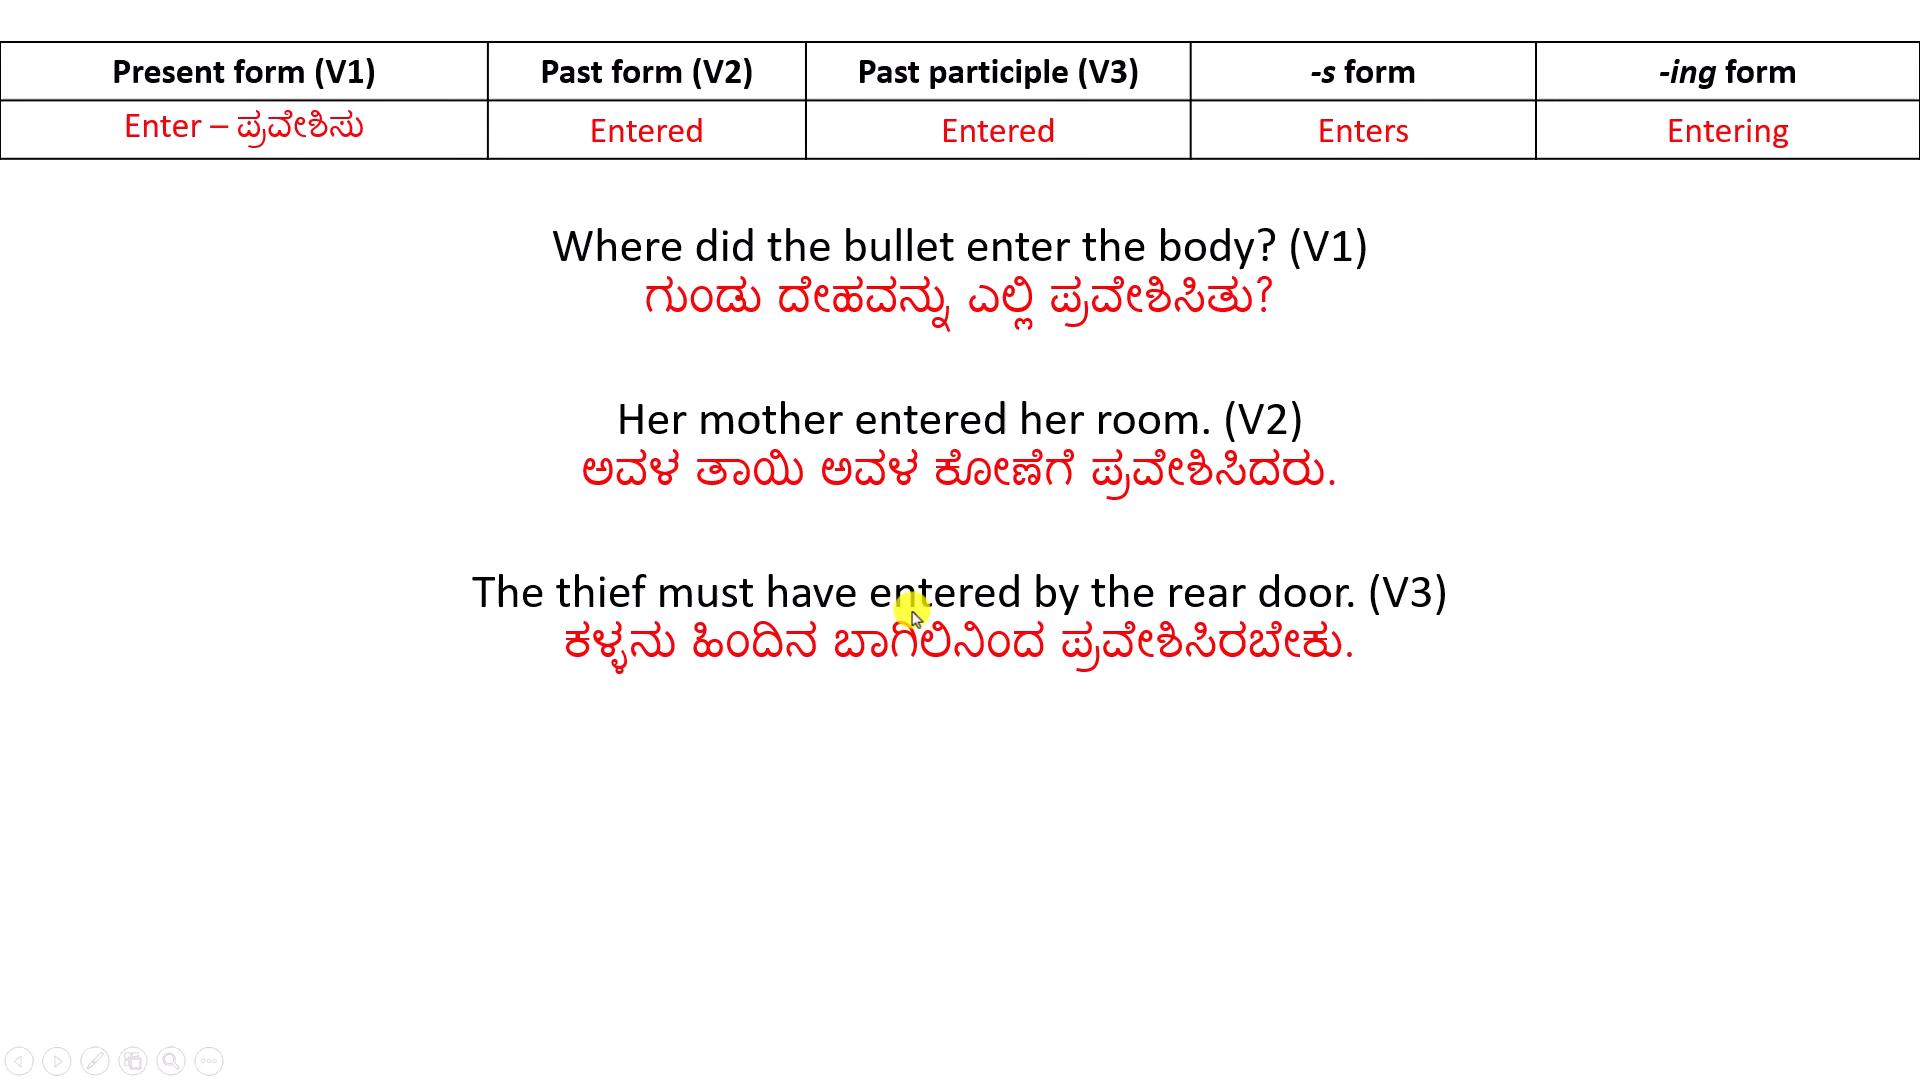 Present form (V1) Past form (V2) Past participle (V3) -s form -ing form
Enter – ಪ್ರವೇಶಿಸು Entered Entered Enters Entering
Where did the bullet enter the body? (V1)
ಗುಂಡು ದೇಹವನ್ನು ಎಲ್ಲಿ ಪ್ರವೇಶಿಸಿತು?
Her mother entered her room. (V2)
ಅವಳ ತಾಯಿ ಅವಳ ಕೋಣೆಗೆ ಪ್ರವೇಶಿಸಿದರು.
The thief must have entered by the rear door. (V3)
ಕಳ್ಳನು ಹಿಂದಿನ ಬಾಗಿಲಿನಿಂದ ಪ್ರವೇಶಿಸಿರಬೇಕು.